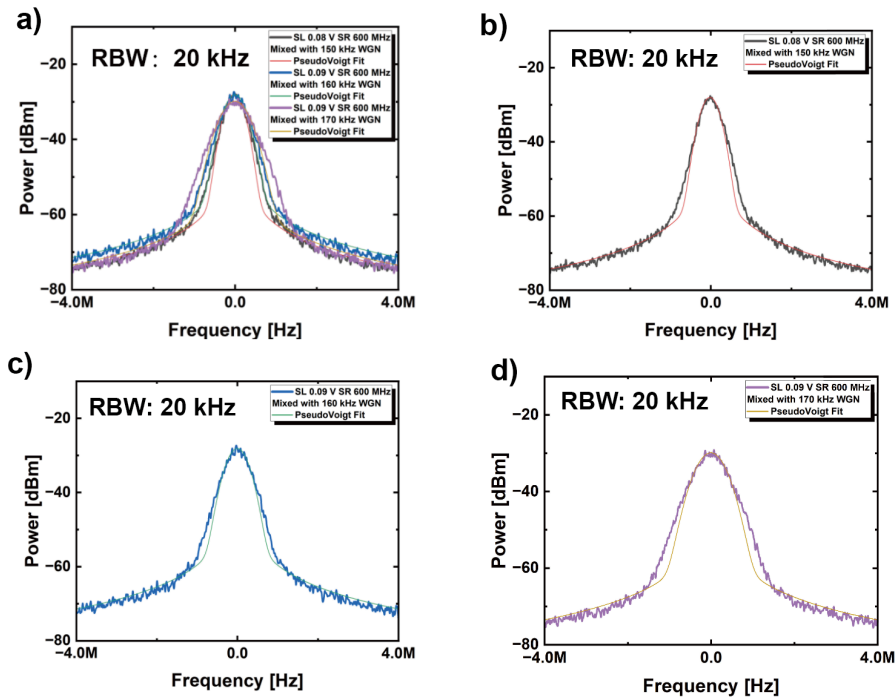 a)
RBW: 20 kHz
SL 0.08 V SR 600 MHz
Mixed with 150 kHz WGN
PseudoVoigt Fit
SL 0.09 V SR 600 MHz
Mixed with 160 kHz WGN
PseudoVoigt Fit
SL 0.09 V SR 600 MHz
Mixed with 170 kHz WGN
PseudoVoigt Fit
Power [dBm]
−20
−40
−60
−80
−4.0M
0.0
4.0M
Frequency [Hz]
b)
RBW: 20 kHz
SL 0.08 V SR 600 MHz
Mixed with 150 kHz WGN
PseudoVoigt Fit
Power [dBm]
−20
−40
−60
−80
−4.0M
0.0
4.0M
Frequency [Hz]
c)
RBW: 20 kHz
SL 0.09 V SR 600 MHz
Mixed with 160 kHz WGN
PseudoVoigt Fit
Power [dBm]
−20
−40
−60
−80
−4.0M
0.0
4.0M
Frequency [Hz]
d)
RBW: 20 kHz
SL 0.09 V SR 600 MHz
Mixed with 170 kHz WGN
PseudoVoigt Fit
Power [dBm]
−20
−40
−60
−80
−4.0M
0.0
4.0M
Frequency [Hz]